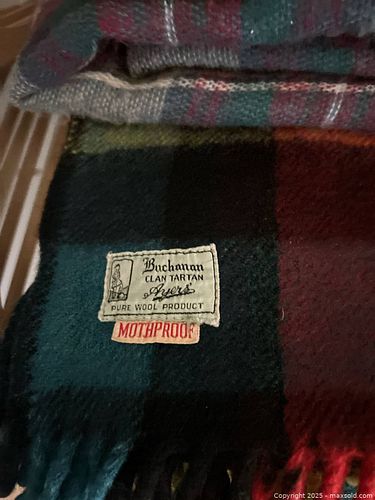 Buchanan
CLAN TARTAN
Ayers
PURE WOOL PRODUCT
MOTHPROOF
Copyright © 2025 - maxsold.com